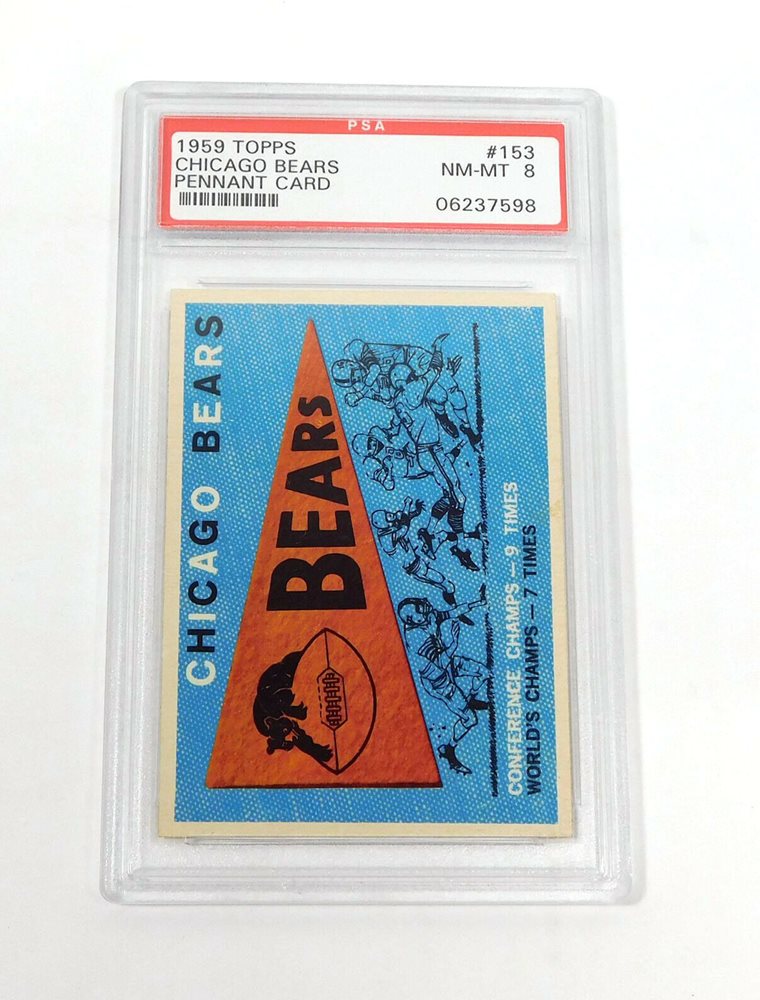 PSA
1959 TOPPS #153
CHICAGO BEARS NM-MT 8
PENNANT CARD
06237598
CHICAGO BEARS
BEARS
CONFERENCE CHAMPS — 9 TIMES
WORLD'S CHAMPS — 7 TIMES